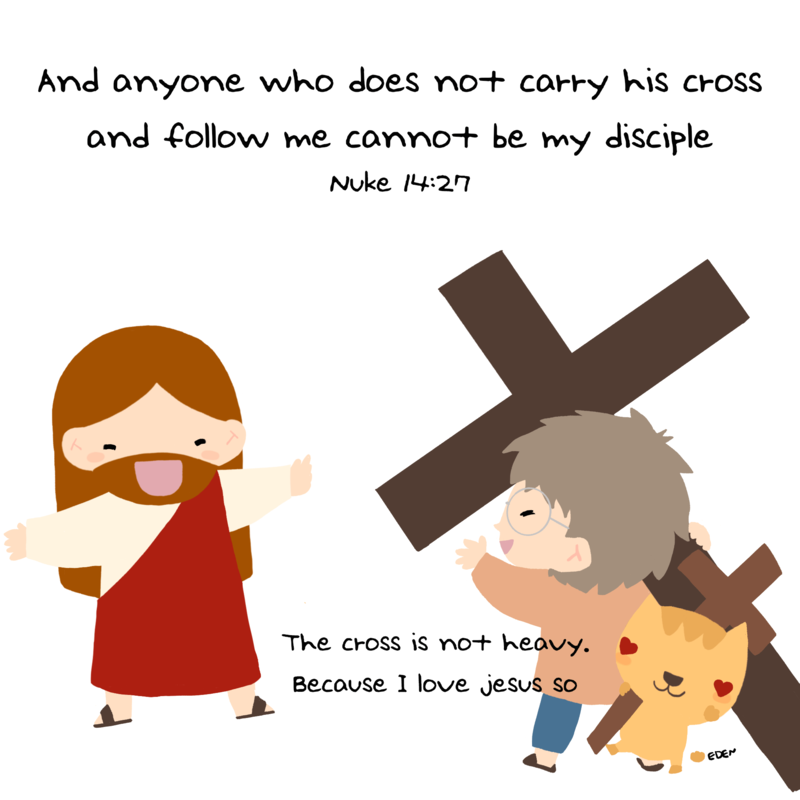 And anyone who does not carry his cross
and follow me cannot be my disciple
Nuke 14:27
The cross is not heavy.
Because I love jesus so
EDEN